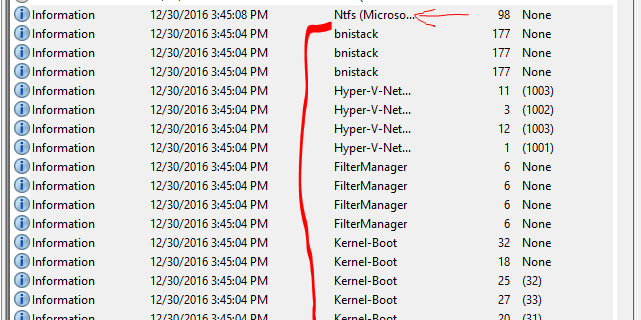 Information 12/30/2016 3:45:08 PM Ntfs (Microso... 98 None
Information 12/30/2016 3:45:04 PM bnistack 177 None
Information 12/30/2016 3:45:04 PM bnistack 177 None
Information 12/30/2016 3:45:04 PM bnistack 177 None
Information 12/30/2016 3:45:04 PM Hyper-V-Net... 11 (1003)
Information 12/30/2016 3:45:04 PM Hyper-V-Net... 3 (1002)
Information 12/30/2016 3:45:04 PM Hyper-V-Net... 12 (1003)
Information 12/30/2016 3:45:04 PM Hyper-V-Net... 1 (1001)
Information 12/30/2016 3:45:04 PM FilterManager 6 None
Information 12/30/2016 3:45:04 PM FilterManager 6 None
Information 12/30/2016 3:45:04 PM FilterManager 6 None
Information 12/30/2016 3:45:04 PM FilterManager 6 None
Information 12/30/2016 3:45:04 PM Kernel-Boot 32 None
Information 12/30/2016 3:45:04 PM Kernel-Boot 18 None
Information 12/30/2016 3:45:04 PM Kernel-Boot 25 (32)
Information 12/30/2016 3:45:04 PM Kernel-Boot 27 (33)
Information 12/30/2016 3:45:04 PM Kernel-Boot 20 (31)